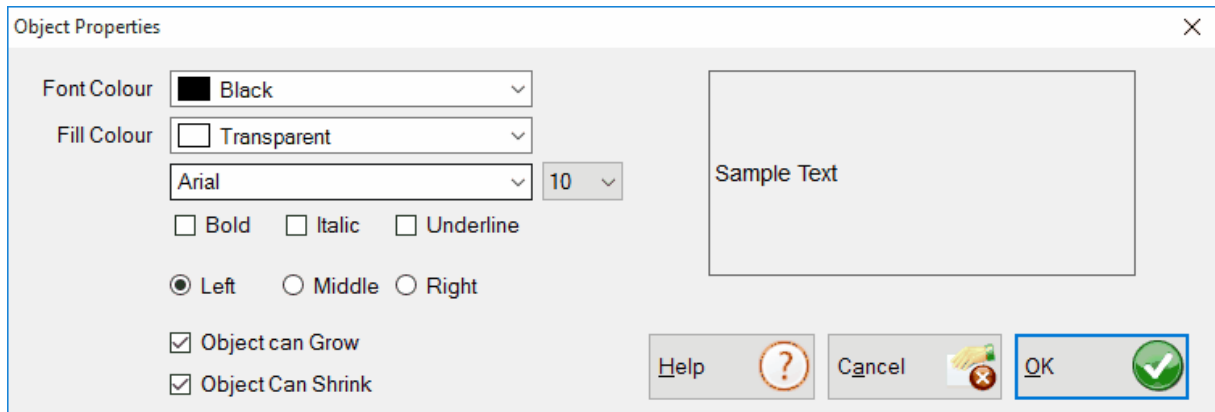 Object Properties
Font Colour Black
Fill Colour Transparent
Arial 10
Bold Italic Underline
Left Middle Right
Object can Grow
Object Can Shrink
Sample Text
Help ? Cancel OK